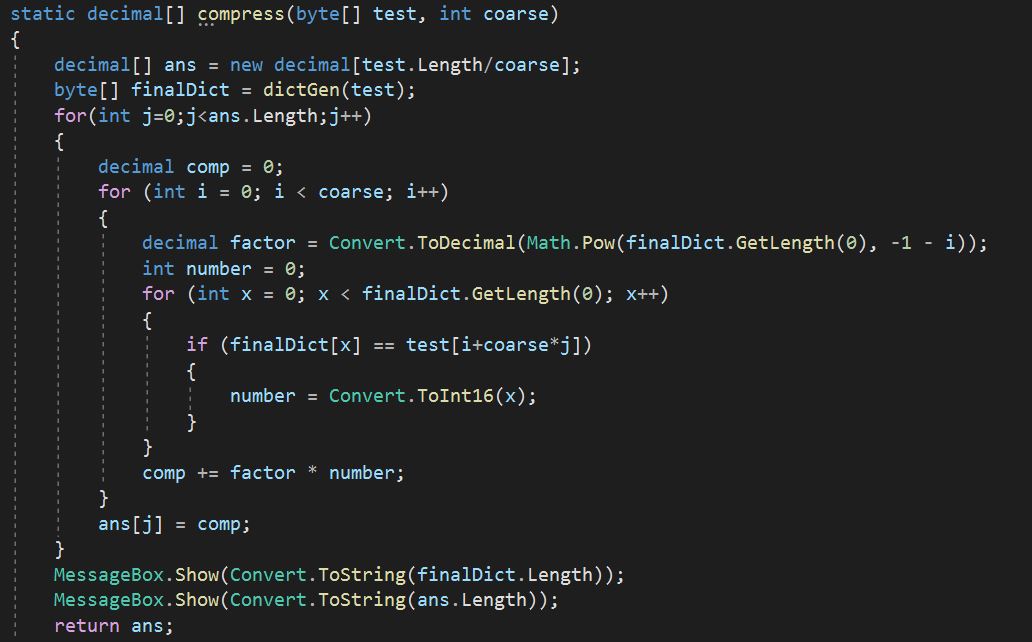 static decimal[] compress(byte[] test, int coarse)
{
    decimal[] ans = new decimal[test.Length/coarse];
    byte[] finalDict = dictGen(test);
    for(int j=0;j<ans.Length;j++)
    {
        decimal comp = 0;
        for (int i = 0; i < coarse; i++)
        {
            decimal factor = Convert.ToDecimal(Math.Pow(finalDict.GetLength(0), -1 - i));
            int number = 0;
            for (int x = 0; x < finalDict.GetLength(0); x++)
            {
                if (finalDict[x] == test[i+coarse*j])
                {
                    number = Convert.ToInt16(x);
                }
            }
            comp += factor * number;
        }
        ans[j] = comp;
    }
    MessageBox.Show(Convert.ToString(finalDict.Length));
    MessageBox.Show(Convert.ToString(ans.Length));
    return ans;